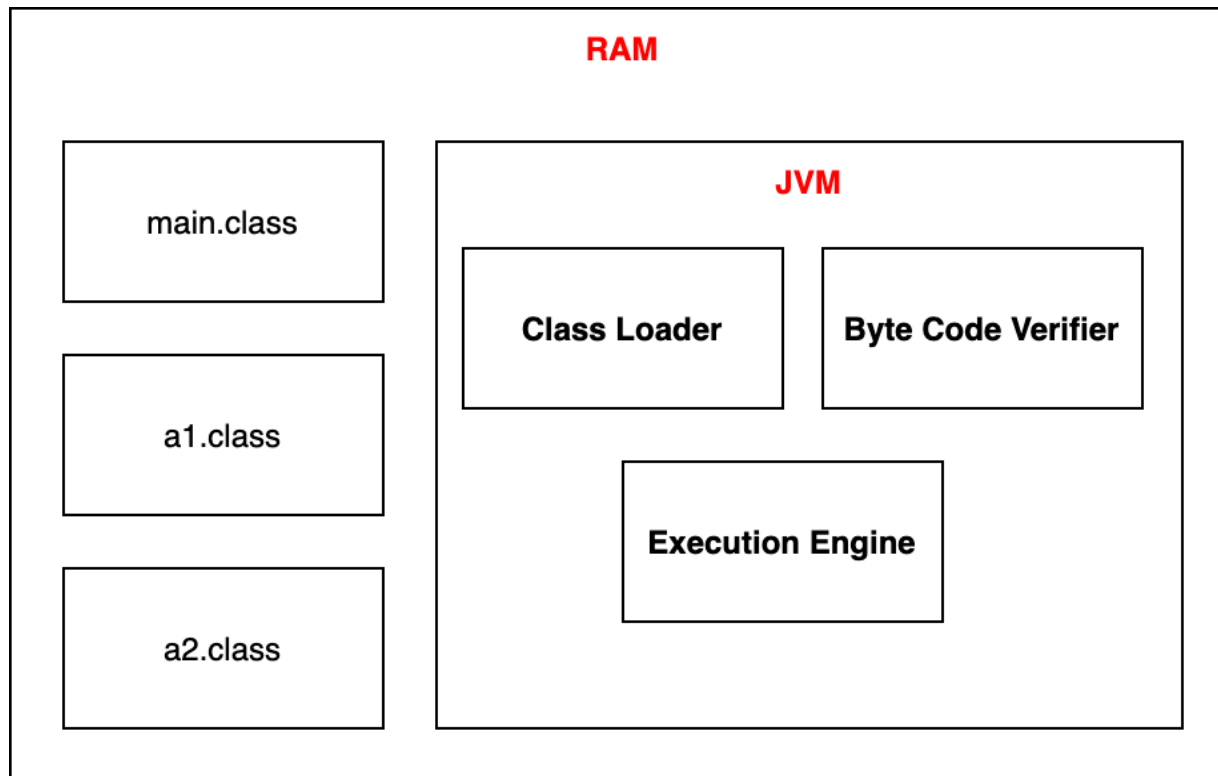 RAM
main.class
a1.class
a2.class
JVM
Class Loader
Byte Code Verifier
Execution Engine